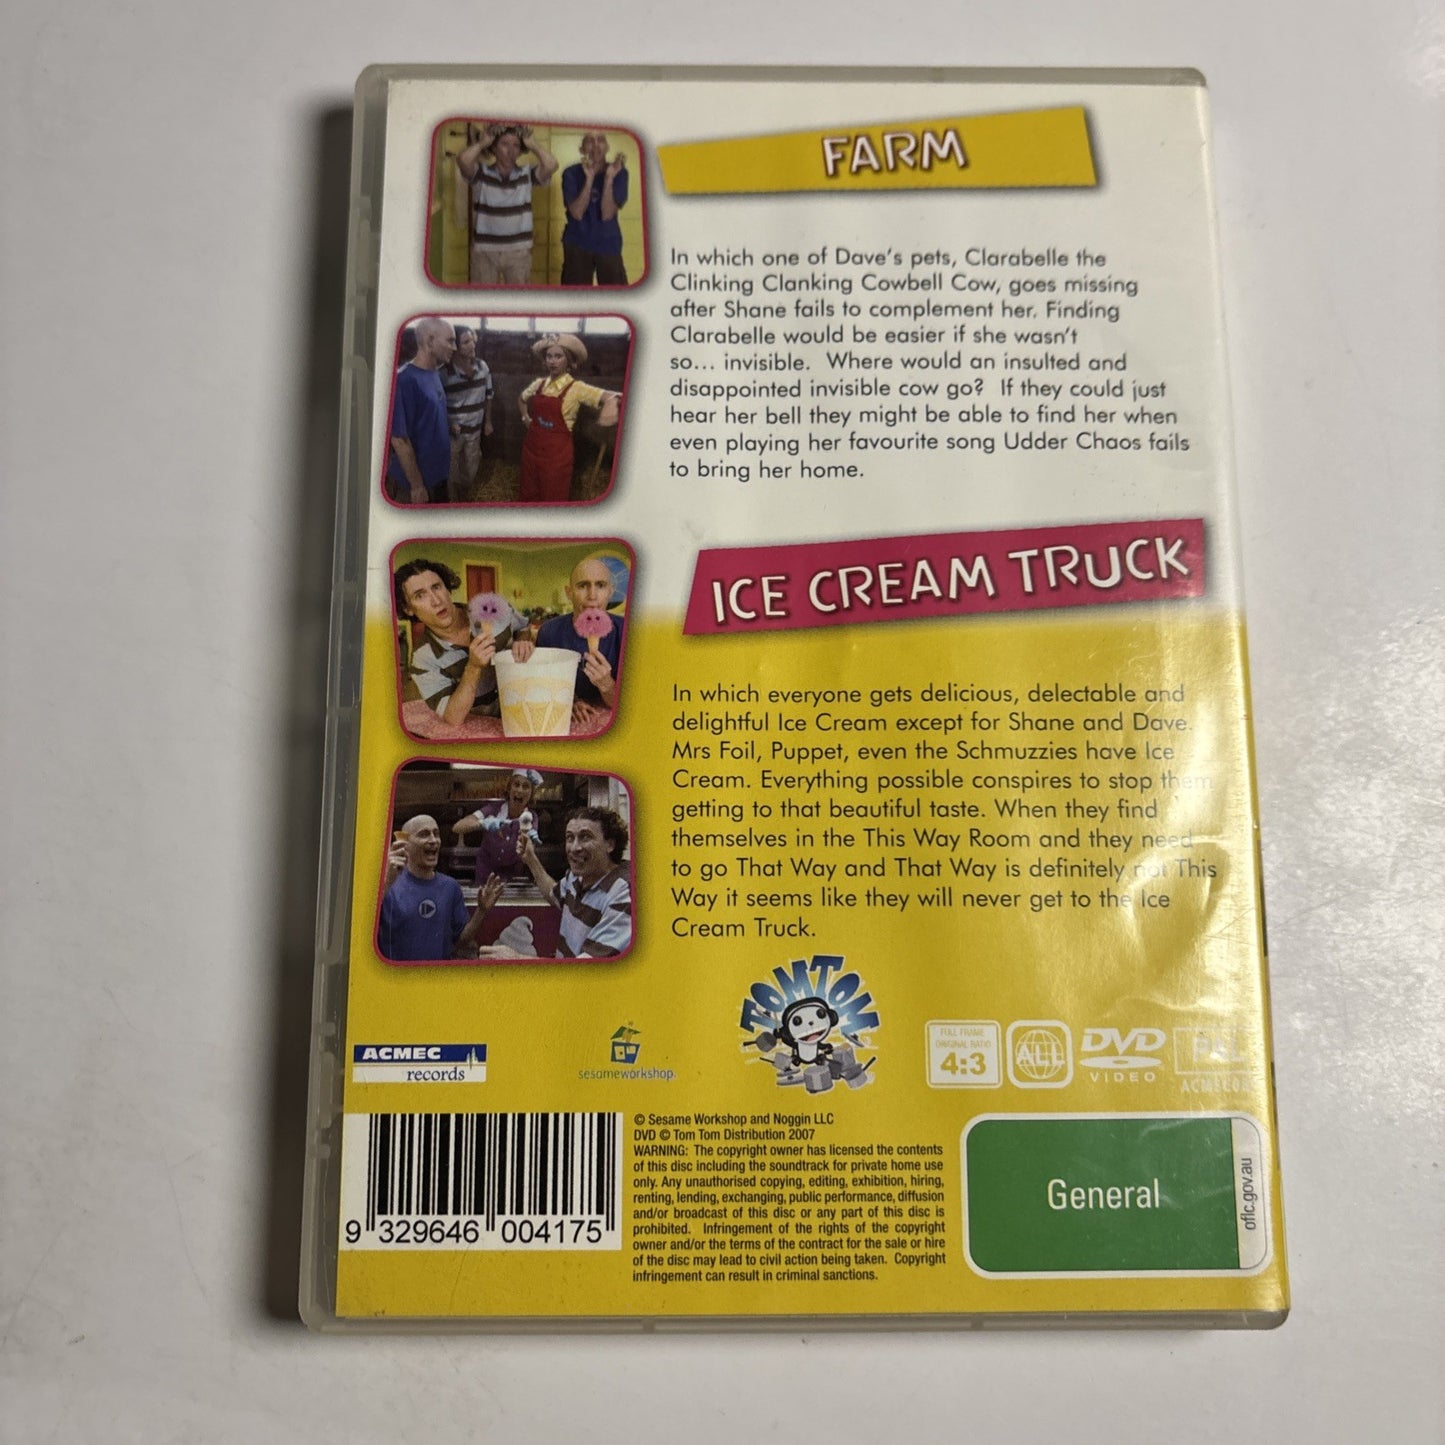 FARM
In which one of Dave's pets, Clarabelle the
Clinking Clanking Cowbell Cow, goes missing
after Shane fails to complement her. Finding
Clarabelle would be easier if she wasn't
so... invisible. Where would an insulted and
disappointed invisible cow go? If they could just
hear her bell they might be able to find her when
even playing her favourite song Udder Chaos fails
to bring her home.
ICE CREAM TRUCK
In which everyone gets delicious, delectable and
delightful Ice Cream except for Shane and Dave.
Mrs Foil, Puppet, even the Schmuzzies have Ice
Cream. Everything possible conspires to stop them
getting to that beautiful taste. When they find
themselves in the This Way Room and they need
to go That Way and That Way is definitely not This
Way it seems like they will never get to the Ice
Cream Truck.
ACMEC
records
sesameworkshop.
TOMTOM
FULL FRAME
ORIGINAL RATIO
4:3
ALL
DVD
VIDEO
PAL
9 329646 004175
© Sesame Workshop and Noggin LLC
DVD © Tom Tom Distribution 2007
WARNING: The copyright owner has licensed the contents
of this disc including the soundtrack for private home use
only. Any unauthorised copying, editing, exhibition, hiring,
renting, lending, exchanging, public performance, diffusion
and/or broadcast of this disc or any part of this disc is
prohibited. Infringement of the rights of the copyright
owner and/or the terms of the contract for the sale or hire
of the disc may lead to civil action being taken. Copyright
infringement can result in criminal sanctions.
General
oflc.gov.au